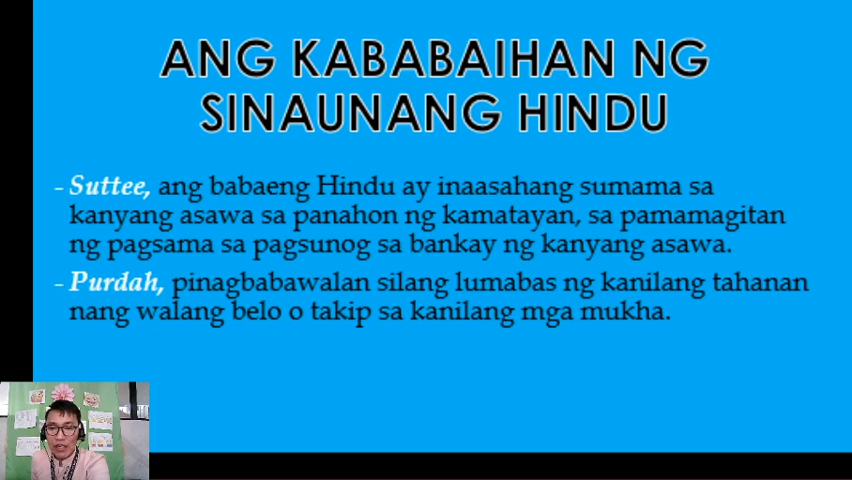 ANG KABABAIHAN NG
SINAUNANG HINDU
- Suttee, ang babaeng Hindu ay inaasahang sumama sa
kanyang asawa sa panahon ng kamatayan, sa pamamagitan
ng pagsama sa pagsunog sa bankay ng kanyang asawa.
- Purdah, pinagbabawalan silang lumabas ng kanilang tahanan
nang walang belo o takip sa kanilang mga mukha.